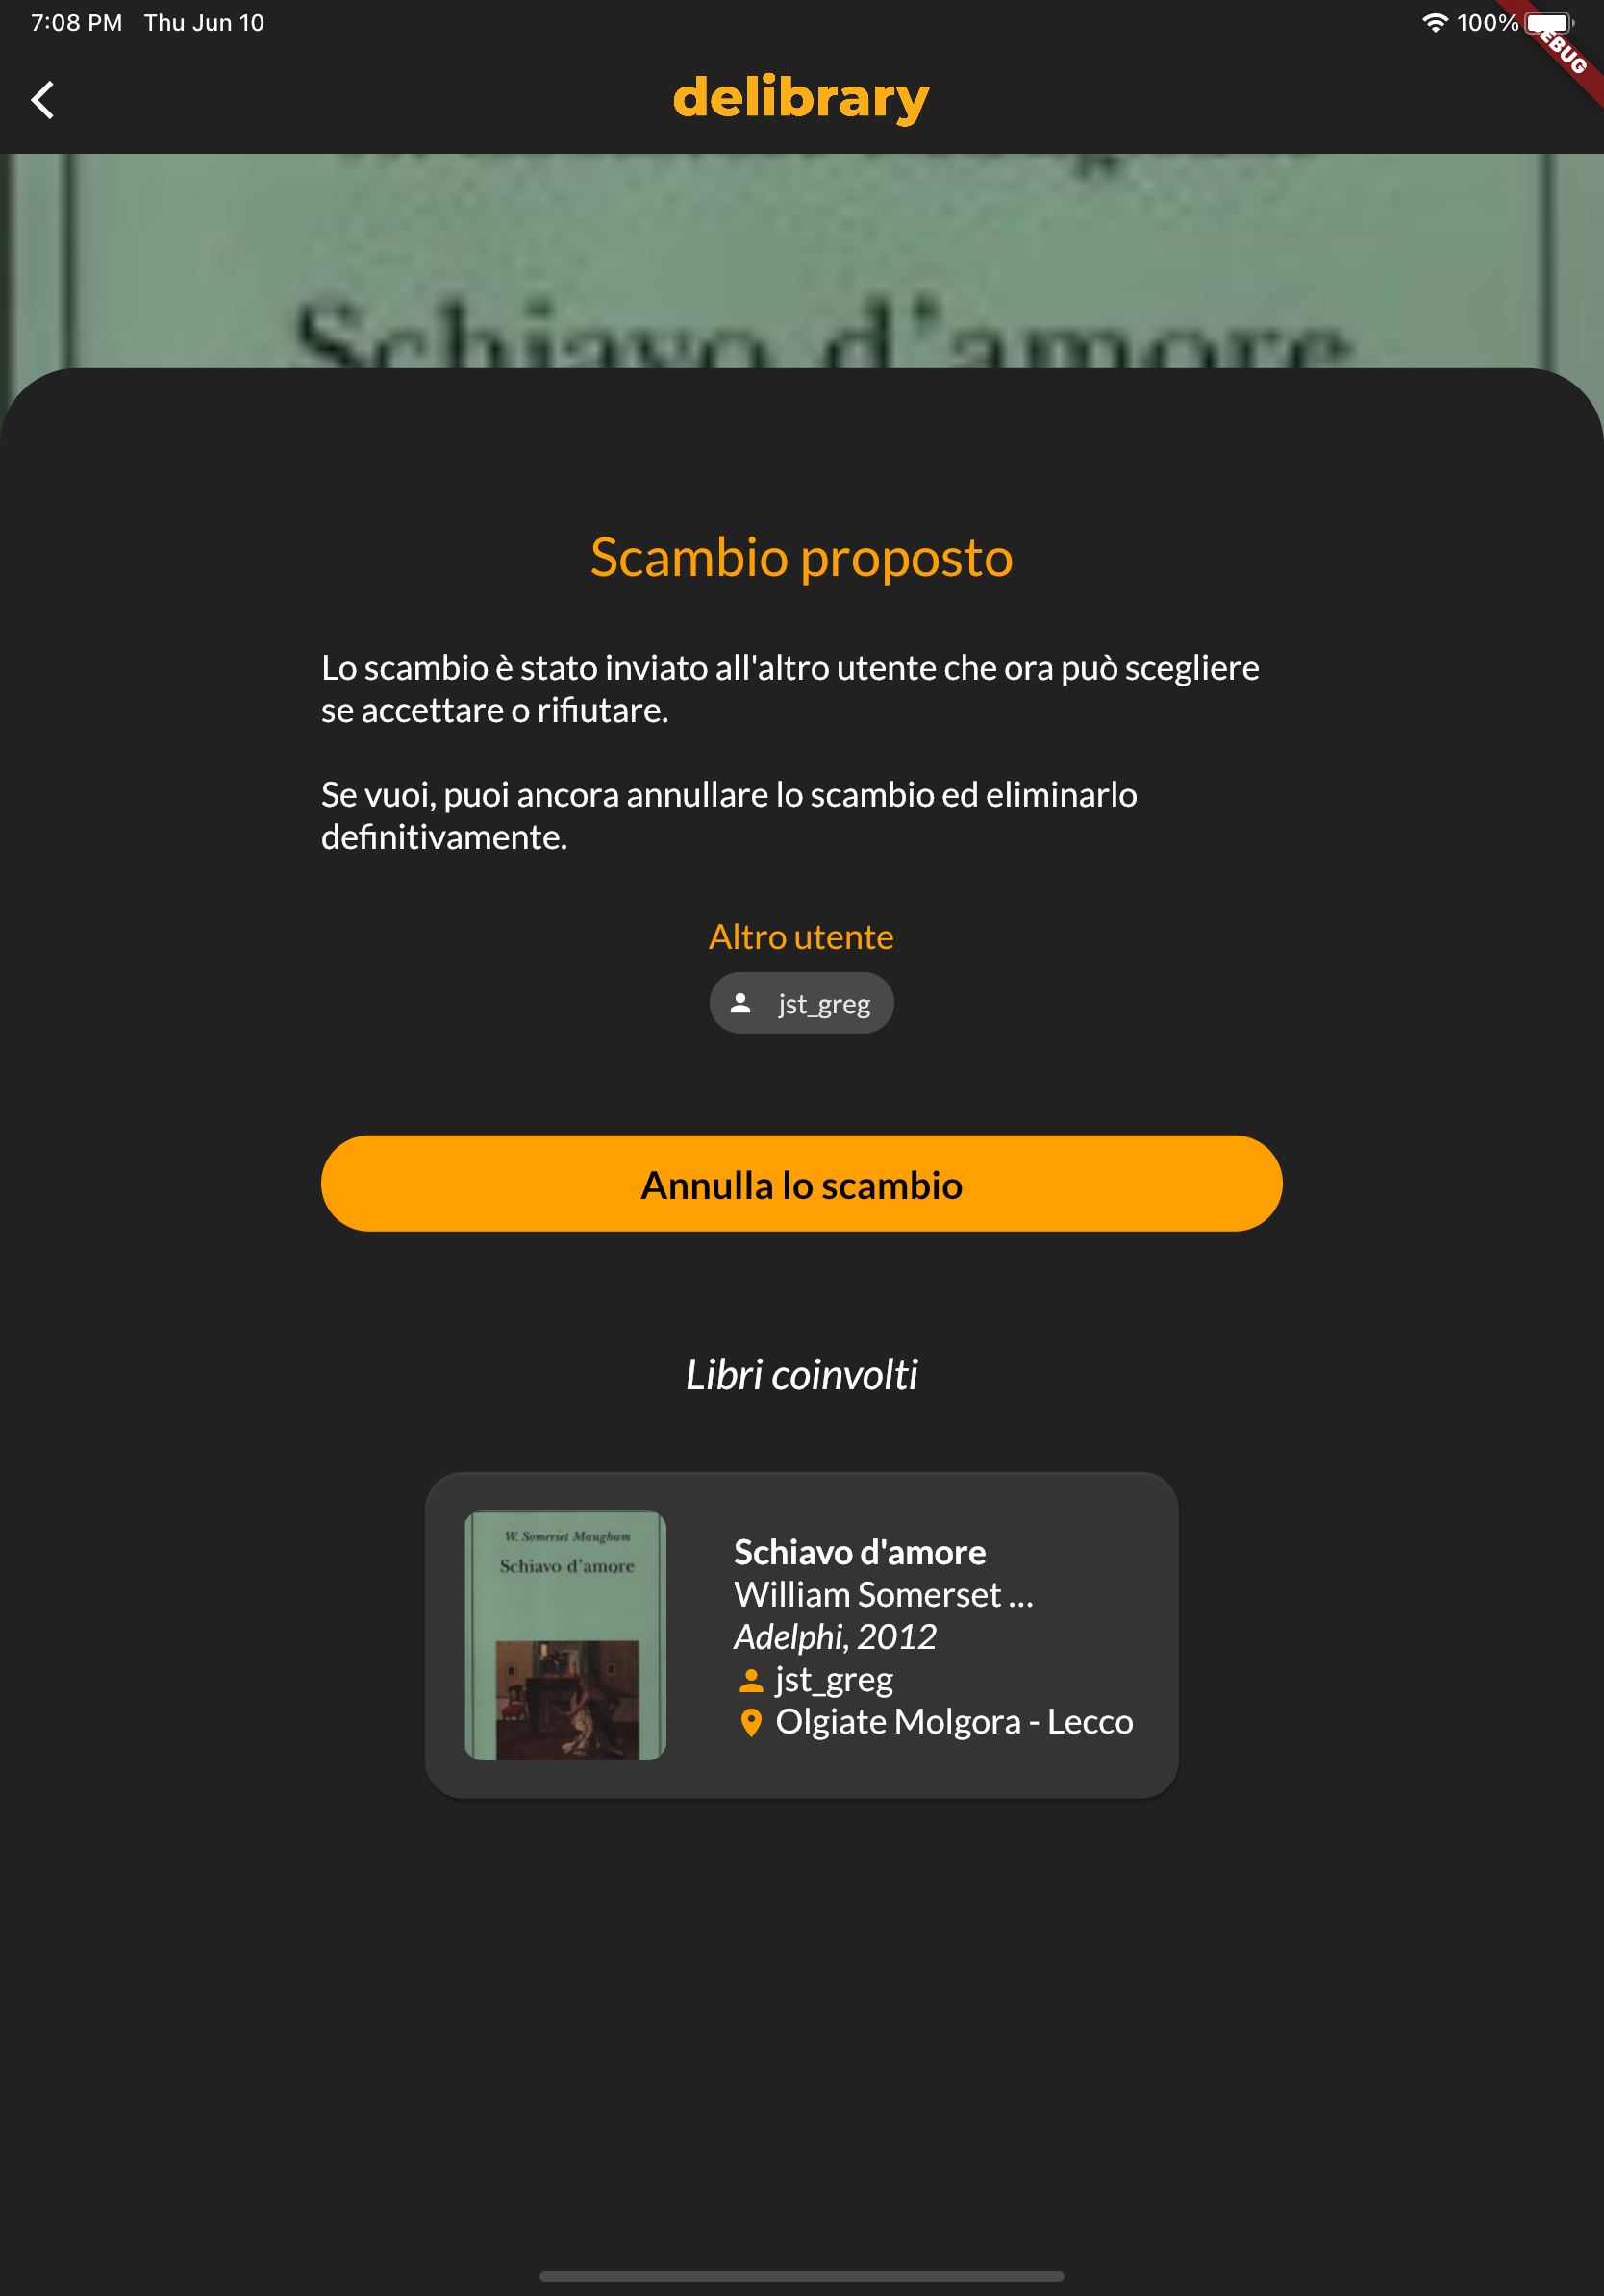 7:08 PM Thu Jun 10
100%
EBUG
delibrary
Schiavo d'amore
Scambio proposto
Lo scambio è stato inviato all'altro utente che ora può scegliere
se accettare o rifiutare.
Se vuoi, puoi ancora annullare lo scambio ed eliminarlo
definitivamente.
Altro utente
jst_greg
Annulla lo scambio
Libri coinvolti
W. Somerset Maugham
Schiavo d'amore
Schiavo d'amore
William Somerset ...
Adelphi, 2012
jst_greg
Olgiate Molgora - Lecco